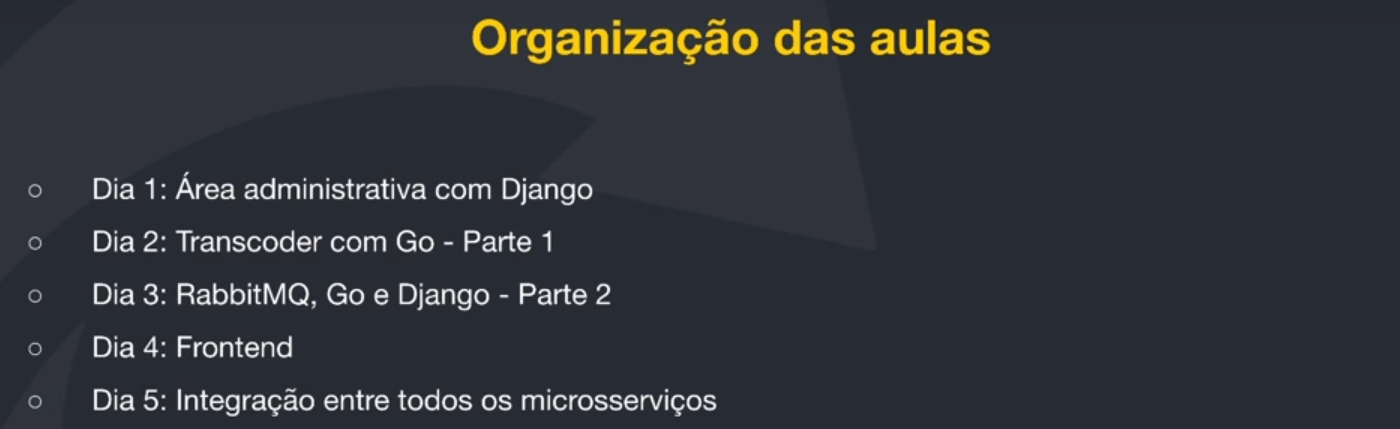 Organização das aulas
○ Dia 1: Área administrativa com Django
○ Dia 2: Transcoder com Go - Parte 1
○ Dia 3: RabbitMQ, Go e Django - Parte 2
○ Dia 4: Frontend
○ Dia 5: Integração entre todos os microsserviços